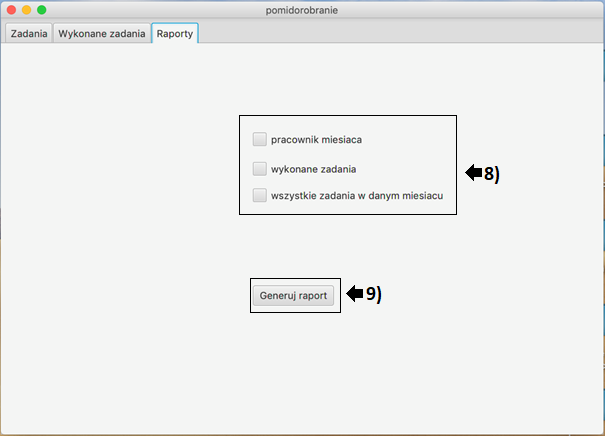 pomidorobranie
Zadania Wykonane zadania Raporty
pracownik miesiaca
wykonane zadania
8)
wszystkie zadania w danym miesiacu
Generuj raport
9)